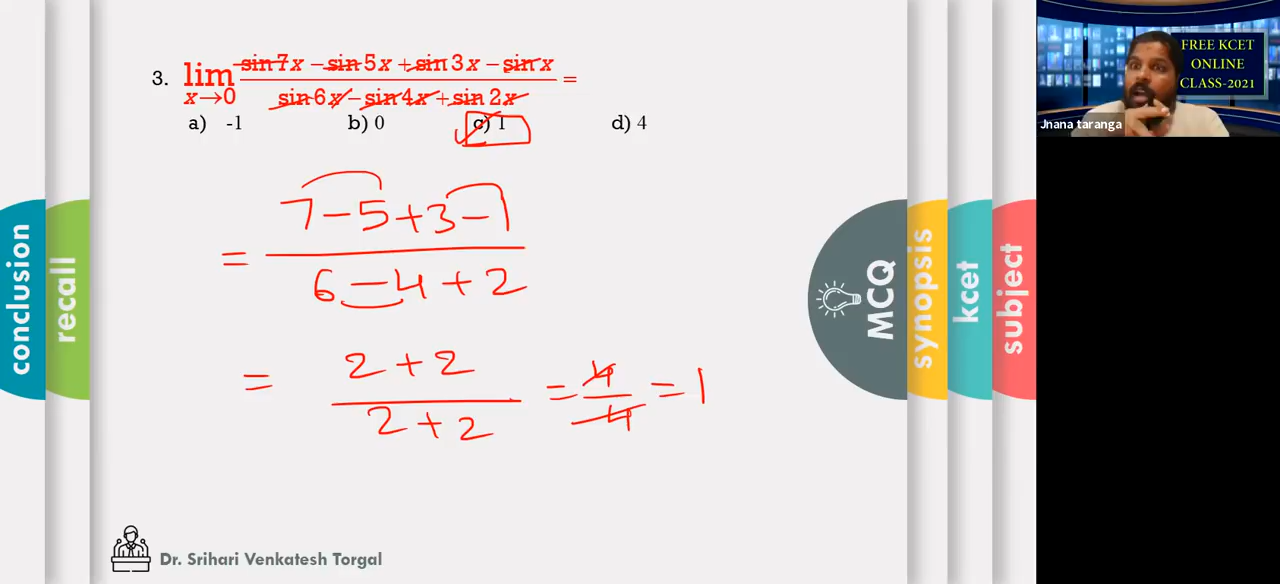 3. lim x→0 (sin 7x − sin 5x + sin 3x − sin x) / (sin 6x − sin 4x + sin 2x) =
a) -1 b) 0 c) 1 d) 4
= (7 − 5 + 3 − 1) / (6 − 4 + 2)
= (2 + 2) / (2 + 2) = 4/4 = 1
conclusion
recall
MCQ
synopsis
kcet
subject
FREE KCET
ONLINE
CLASS-2021
Jnana taranga
Dr. Srihari Venkatesh Torgal